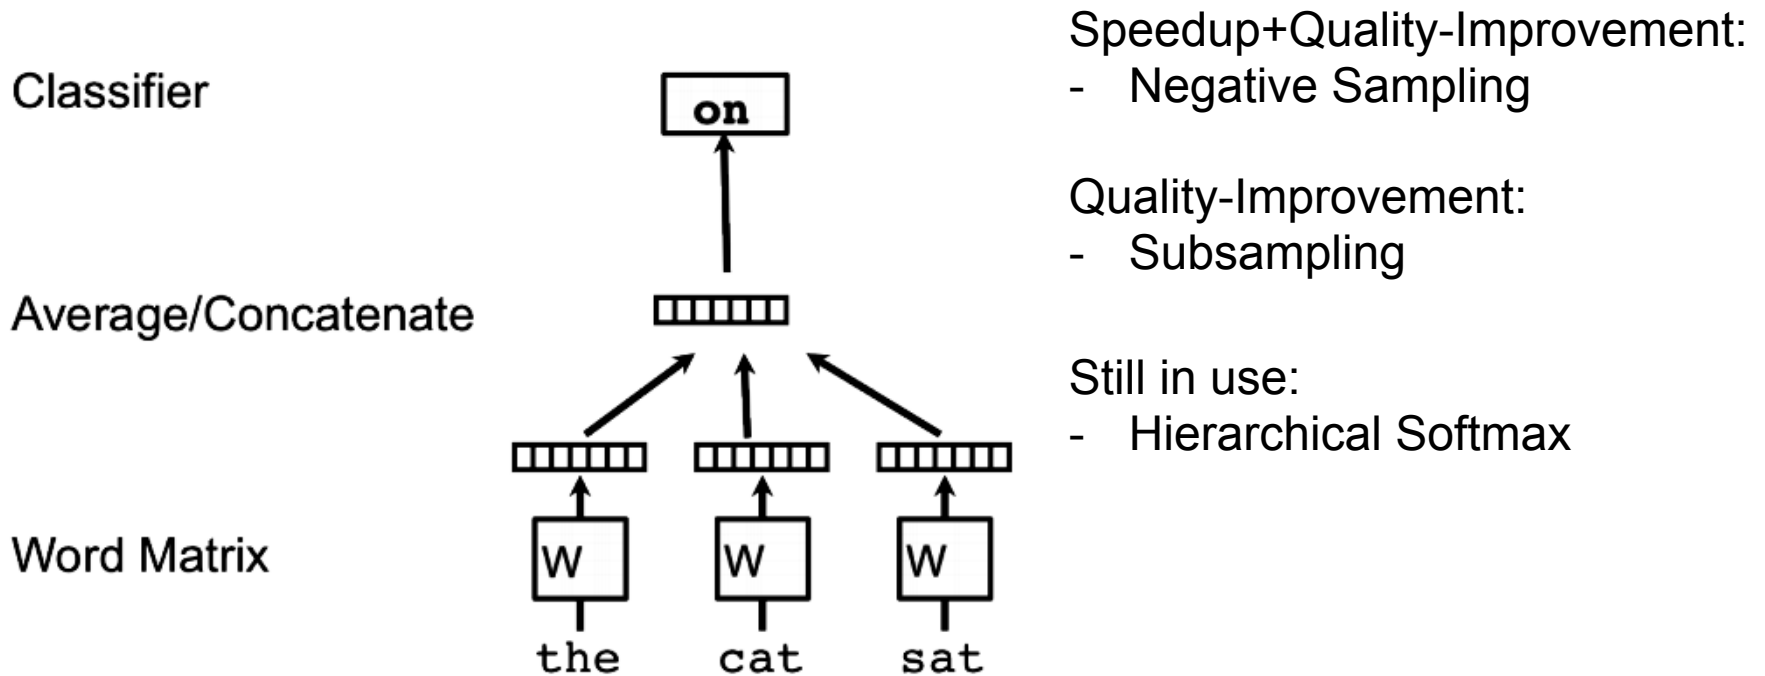 Classifier
on
Average/Concatenate
Word Matrix
W W W
the cat sat
Speedup+Quality-Improvement:
- Negative Sampling
Quality-Improvement:
- Subsampling
Still in use:
- Hierarchical Softmax